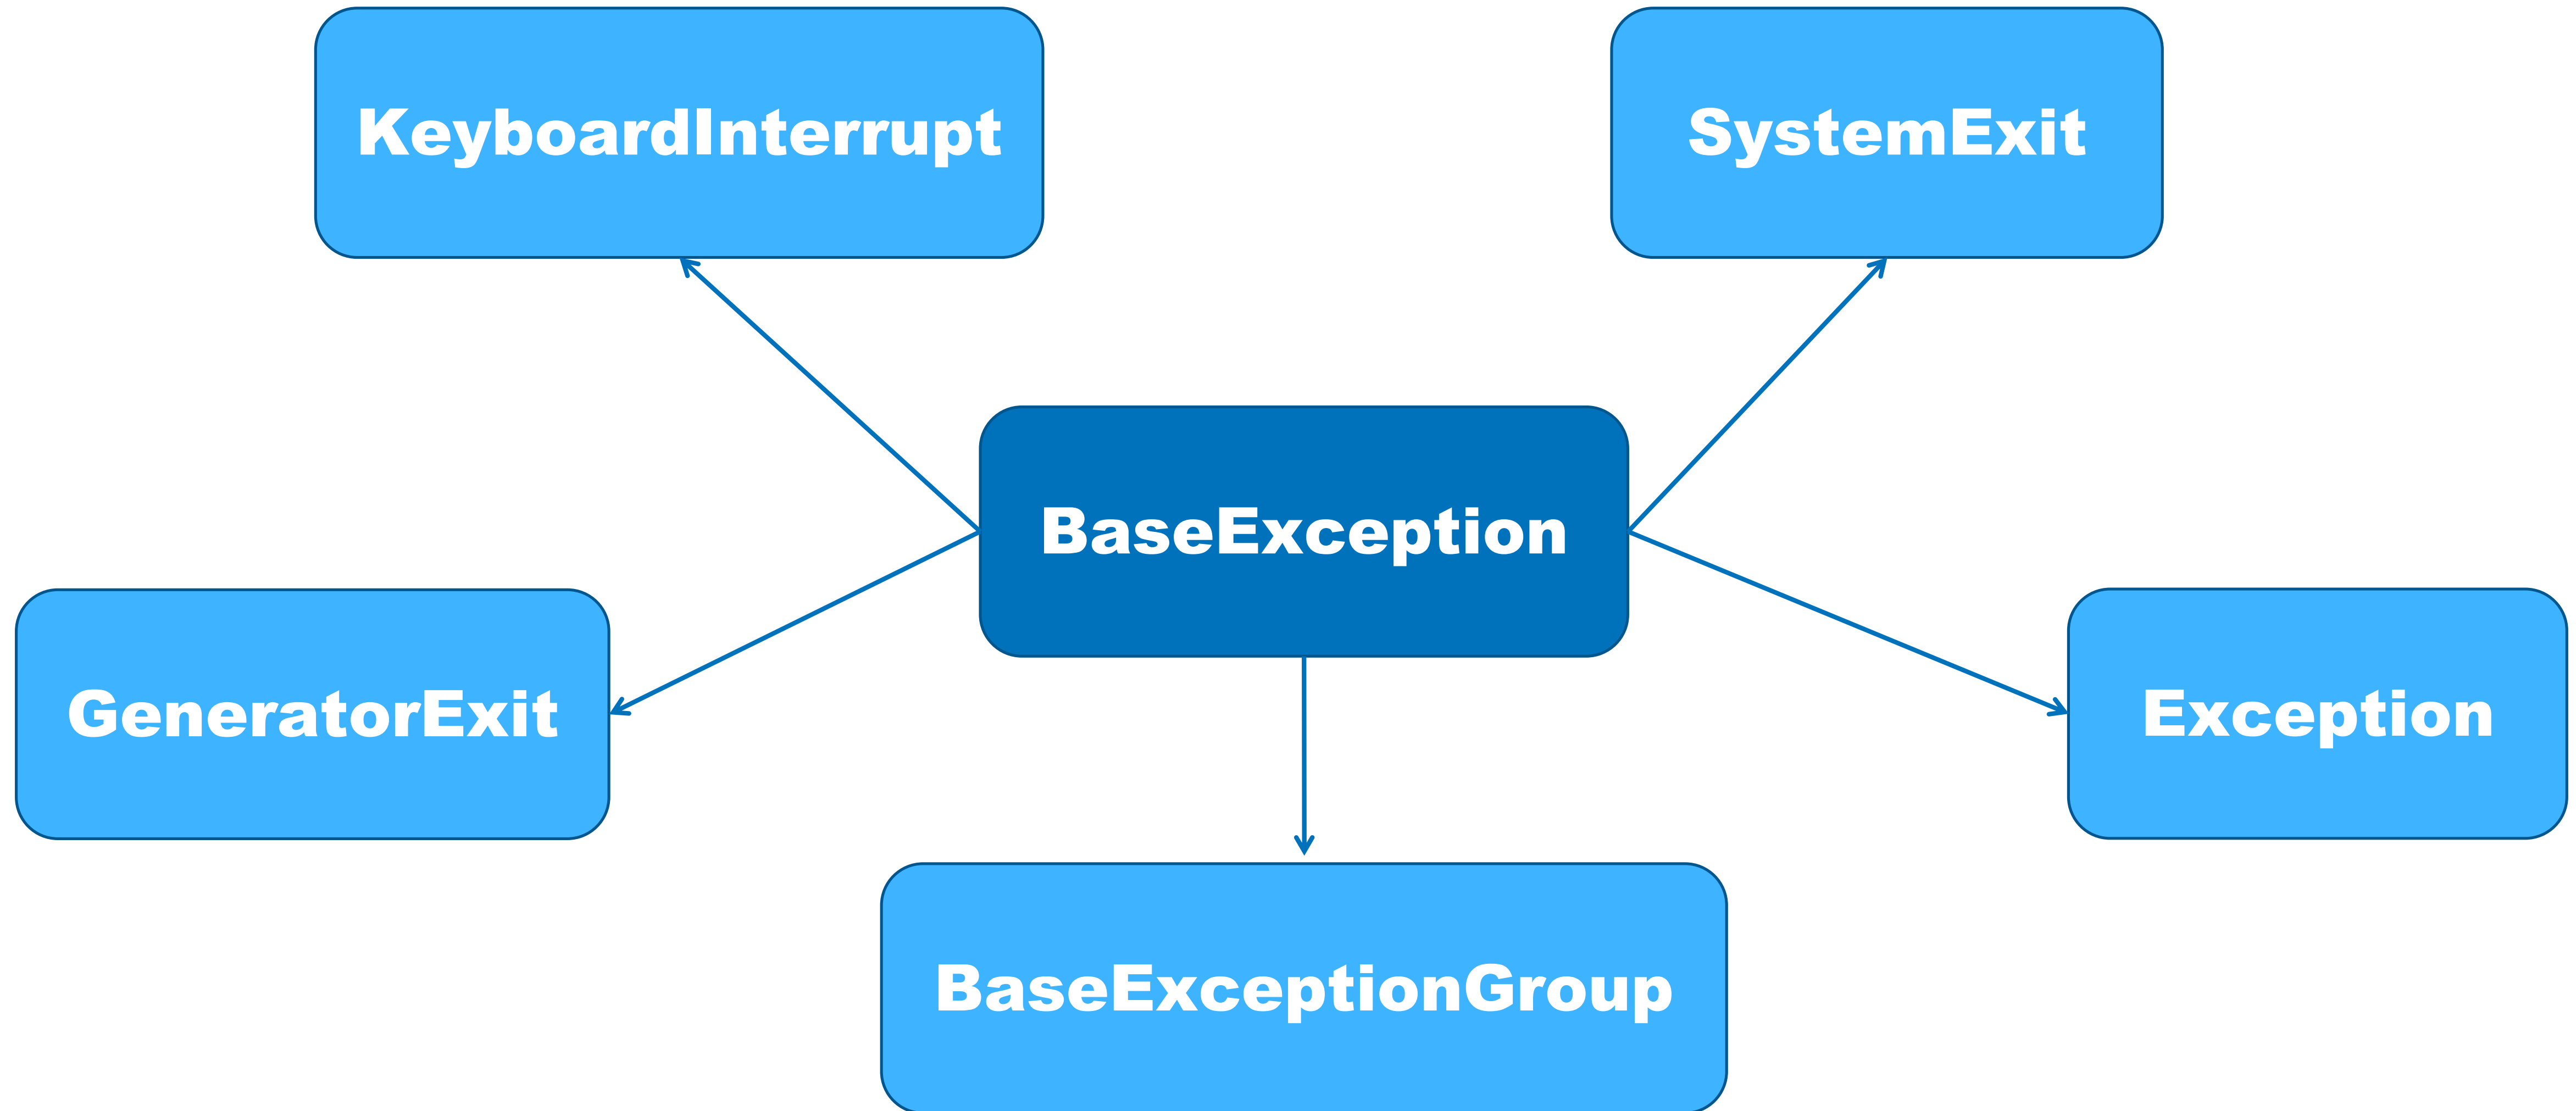 KeyboardInterrupt
SystemExit
BaseException
GeneratorExit
Exception
BaseExceptionGroup